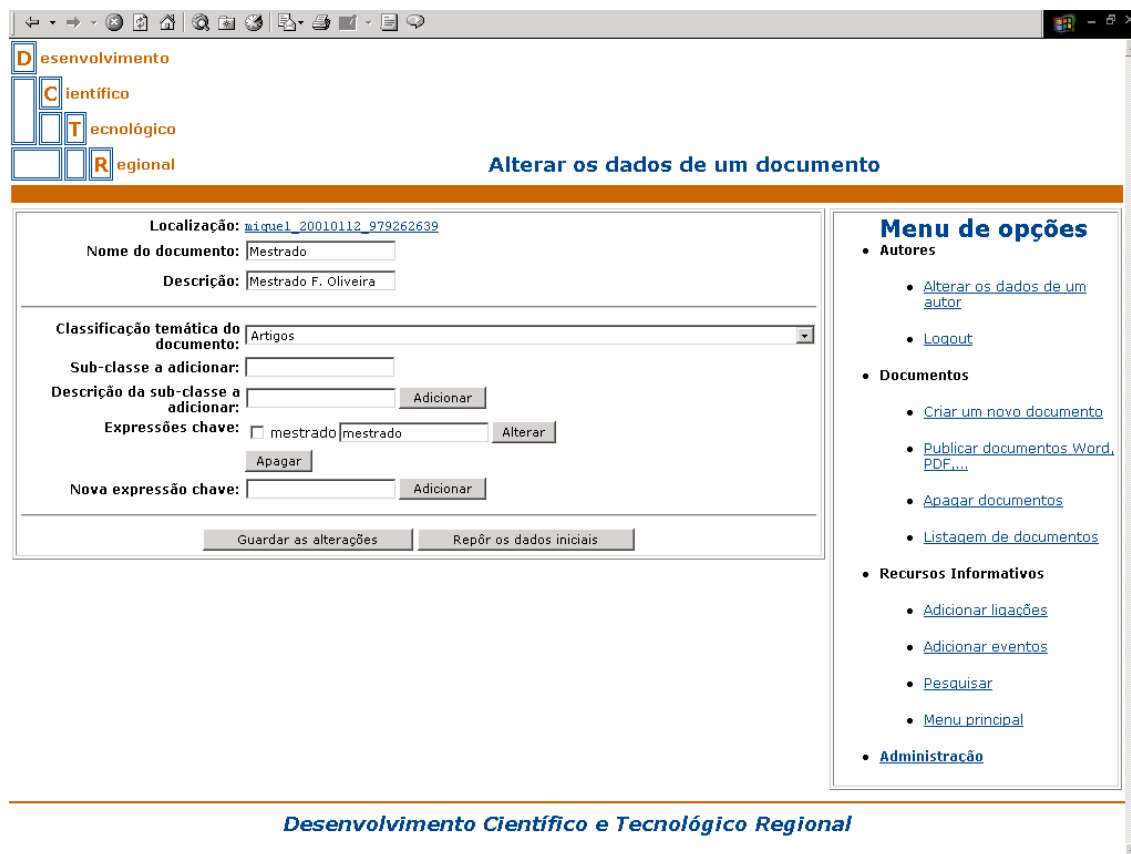 Desenvolvimento
Científico
Tecnológico
Regional
Alterar os dados de um documento
Localização: miguel_20010112_979262639
Nome do documento: Mestrado
Descrição: Mestrado F. Oliveira
Classificação temática do
documento: Artigos
Sub-classe a adicionar:
Descrição da sub-classe a
adicionar: Adicionar
Expressões chave: mestrado mestrado Alterar
Apagar
Nova expressão chave: Adicionar
Guardar as alterações Repôr os dados iniciais
Menu de opções
Autores
Alterar os dados de um
autor
Logout
Documentos
Criar um novo documento
Publicar documentos Word,
PDF,...
Apagar documentos
Listagem de documentos
Recursos Informativos
Adicionar ligações
Adicionar eventos
Pesquisar
Menu principal
Administração
Desenvolvimento Científico e Tecnológico Regional